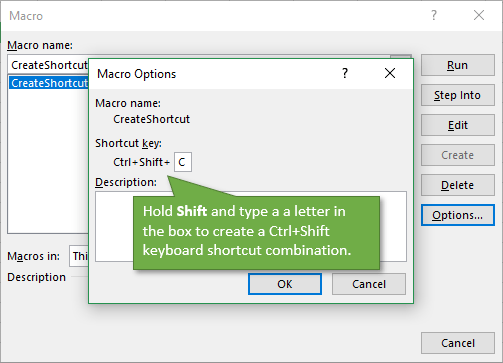 Macro
Macro name:
CreateShortcut
CreateShortcut
Run
Step Into
Edit
Create
Delete
Options...
Macro Options
Macro name:
CreateShortcut
Shortcut key:
Ctrl+Shift+ C
Description:
Hold Shift and type a a letter in
the box to create a Ctrl+Shift
keyboard shortcut combination.
OK
Cancel
Macros in:
Description
Cancel